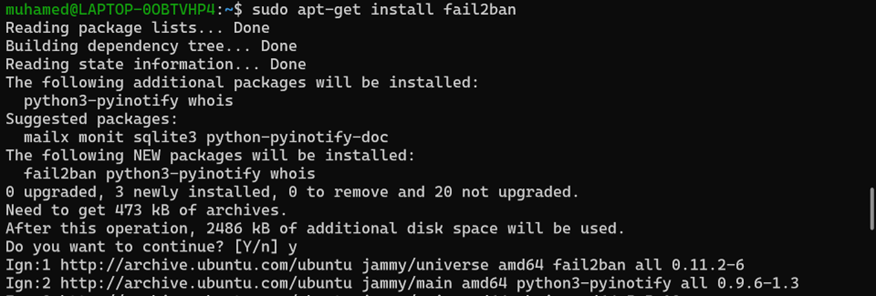 muhamed@LAPTOP-0OBTVHP4:~$ sudo apt-get install fail2ban
Reading package lists... Done
Building dependency tree... Done
Reading state information... Done
The following additional packages will be installed:
  python3-pyinotify whois
Suggested packages:
  mailx monit sqlite3 python-pyinotify-doc
The following NEW packages will be installed:
  fail2ban python3-pyinotify whois
0 upgraded, 3 newly installed, 0 to remove and 20 not upgraded.
Need to get 473 kB of archives.
After this operation, 2486 kB of additional disk space will be used.
Do you want to continue? [Y/n] y
Ign:1 http://archive.ubuntu.com/ubuntu jammy/universe amd64 fail2ban all 0.11.2-6
Ign:2 http://archive.ubuntu.com/ubuntu jammy/main amd64 python3-pyinotify all 0.9.6-1.3